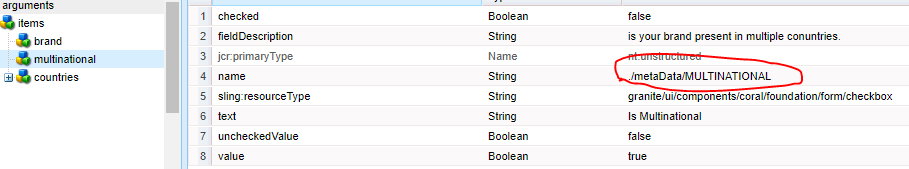 arguments
items
brand
multinational
countries
1 checked Boolean false
2 fieldDescription String is your brand present in multiple conuntries.
3 jcr:primaryType Name nt:unstructured
4 name String ./metaData/MULTINATIONAL
5 sling:resourceType String granite/ui/components/coral/foundation/form/checkbox
6 text String Is Multinational
7 uncheckedValue Boolean false
8 value Boolean true